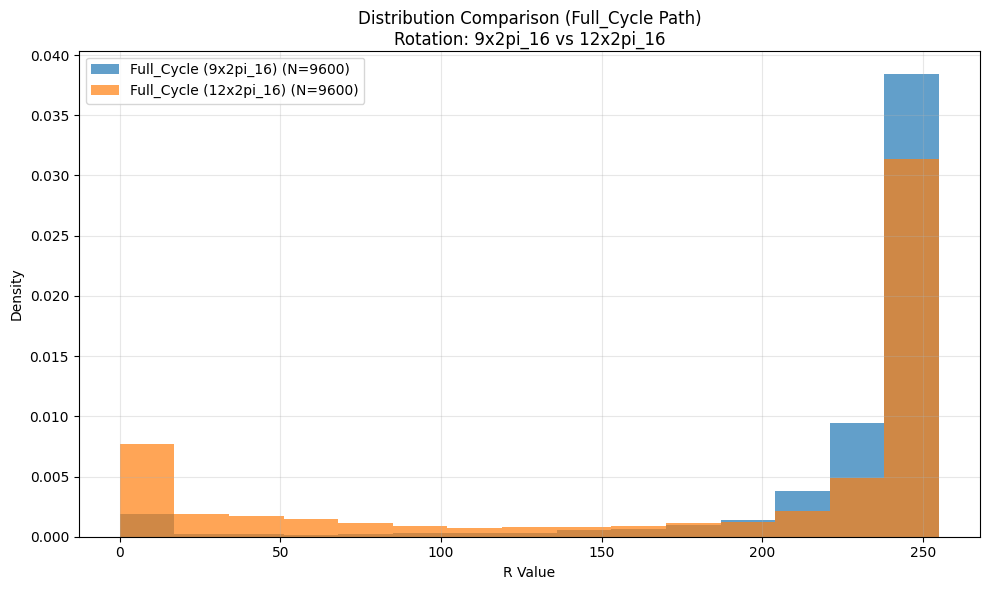 Distribution Comparison (Full_Cycle Path)
Rotation: 9x2pi_16 vs 12x2pi_16
Full_Cycle (9x2pi_16) (N=9600)
Full_Cycle (12x2pi_16) (N=9600)
Density
0.040
0.035
0.030
0.025
0.020
0.015
0.010
0.005
0.000
0 50 100 150 200 250
R Value